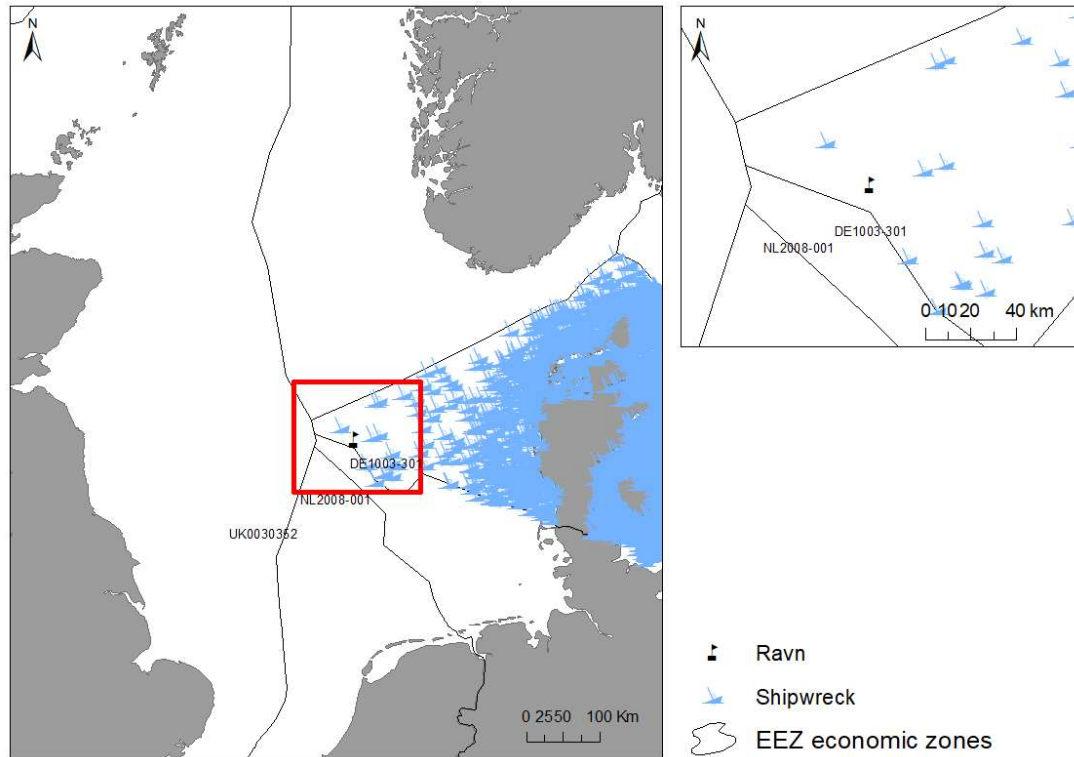 N
DE1003-301
NL2008-001
UK0030352
0 2550 100 Km
N
DE1003-301
NL2008-001
0 1020 40 km
Ravn
Shipwreck
EEZ economic zones